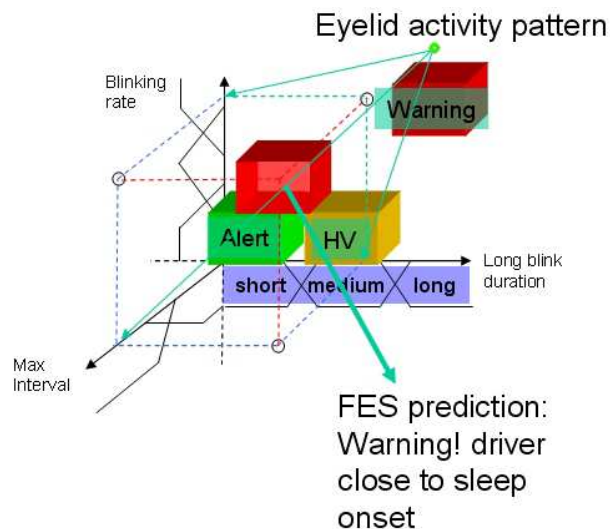 Eyelid activity pattern
Blinking
rate
Warning
Alert
HV
short
medium
long
Long blink
duration
Max
Interval
FES prediction:
Warning! driver
close to sleep
onset